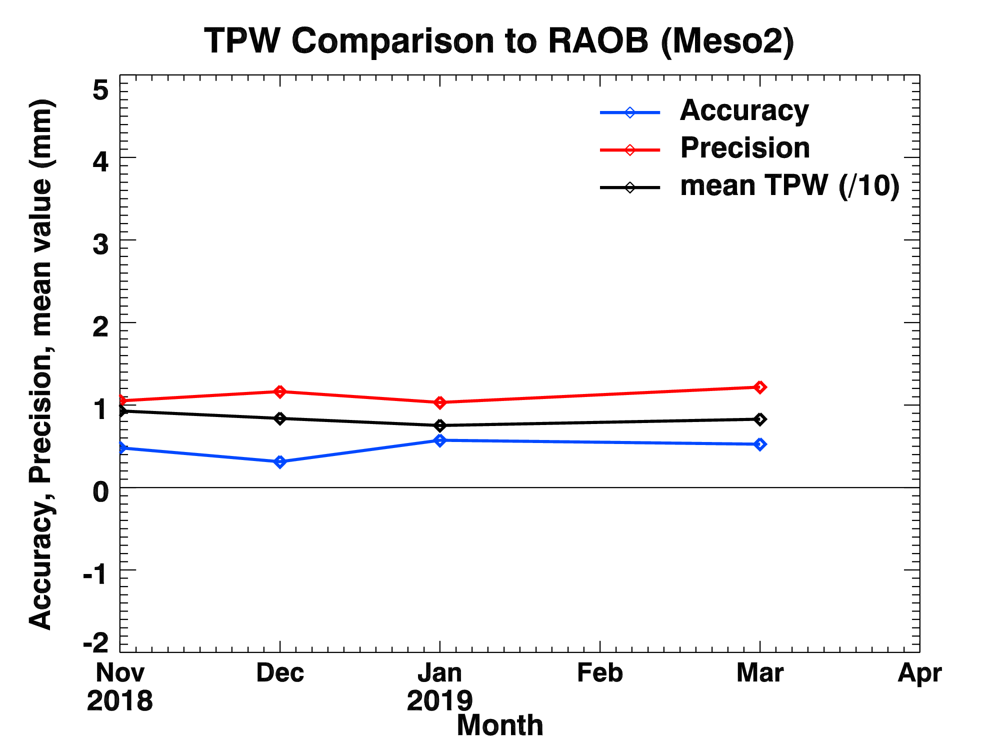 TPW Comparison to RAOB (Meso2)
Accuracy, Precision, mean value (mm)
5
4
3
2
1
0
-1
-2
Accuracy
Precision
mean TPW (/10)
Nov Dec Jan Feb Mar Apr
2018 2019
Month